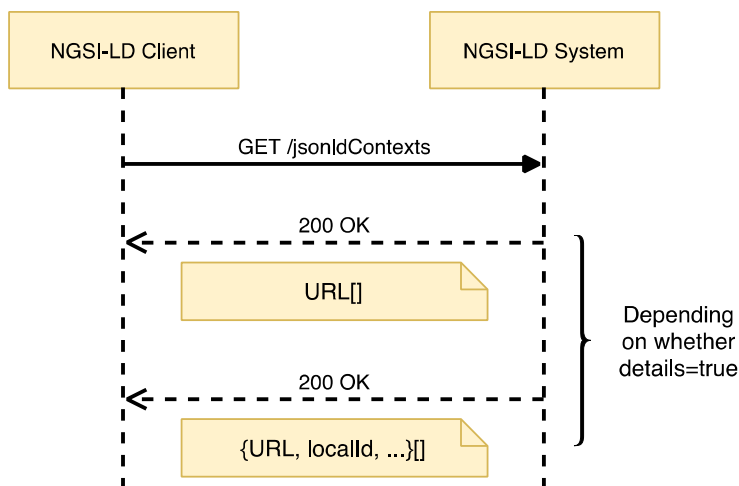 NGSI-LD Client
NGSI-LD System
GET /jsonldContexts
200 OK
URL[]
Depending
on whether
details=true
200 OK
{URL, localId, ...}[]